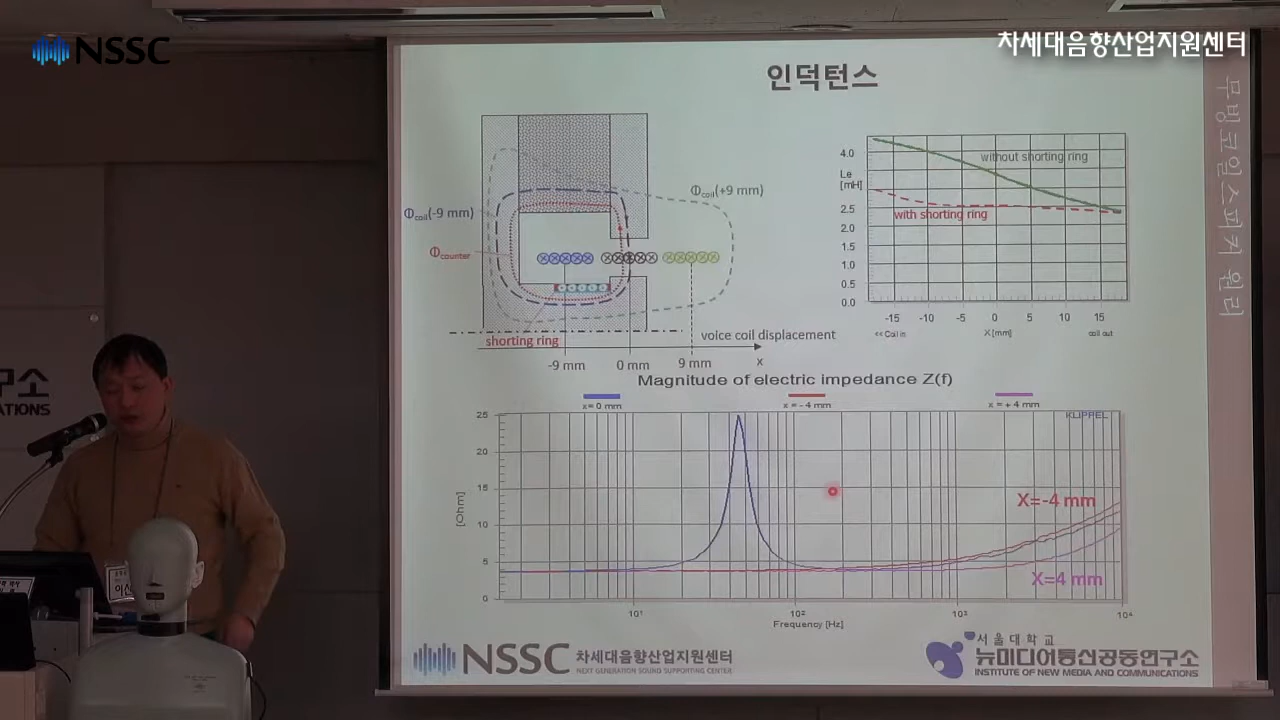 NSSC
차세대음향산업지원센터
인덕턴스
무빙코일스피커 원리
Φcoil(-9 mm)
Φcounter
Φcoil(+9 mm)
shorting ring
voice coil displacement
-9 mm
0 mm
9 mm
x
without shorting ring
with shorting ring
4.0
Le
[mH]
2.5
2.0
1.5
1.0
0.5
0.0
-15
-10
-5
0
5
10
15
<< Coil in
X [mm]
coil out
Magnitude of electric impedance Z(f)
x = 0 mm
x = - 4 mm
x = + 4 mm
KLIPPEL
25
20
15
10
5
0
[Ohm]
X=-4 mm
X=4 mm
10¹
10²
10³
10⁴
Frequency [Hz]
NSSC 차세대음향산업지원센터
NEXT GENERATION SOUND SUPPORTING CENTER
서울대학교
뉴미디어통신공동연구소
INSTITUTE OF NEW MEDIA AND COMMUNICATIONS
구소
ATIONS